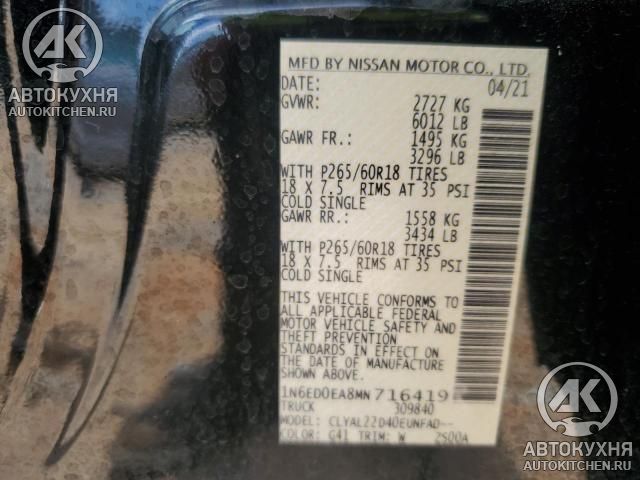 АВТОКУХНЯ
AUTOKITCHEN.RU
MFD BY NISSAN MOTOR CO., LTD.
DATE: 04/21
GVWR: 2727 KG
6012 LB
GAWR FR.: 1495 KG
3296 LB
WITH P265/60R18 TIRES
18 X 7.5 RIMS AT 35 PSI
COLD SINGLE
GAWR RR.: 1558 KG
3434 LB
WITH P265/60R18 TIRES
18 X 7.5 RIMS AT 35 PSI
COLD SINGLE
THIS VEHICLE CONFORMS TO
ALL APPLICABLE FEDERAL
MOTOR VEHICLE SAFETY AND
THEFT PREVENTION
STANDARDS IN EFFECT ON
THE DATE OF MANUFACTURE
SHOWN ABOVE.
1N6ED0EA8MN716419
TRUCK 309840
MODEL: CLYAL22D40EUNFAD--
COLOR: G41 TRIM: W 2S00A
AK
АВТОКУХНЯ
AUTOKITCHEN.RU